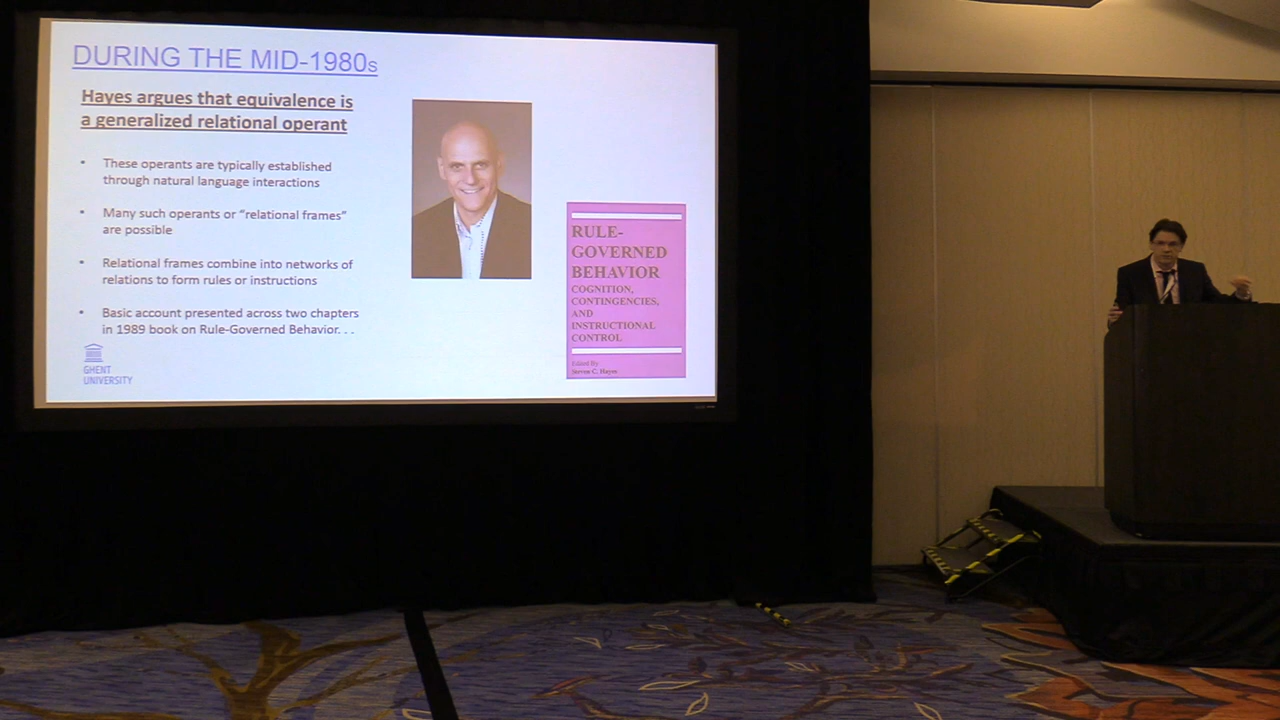 DURING THE MID-1980s
Hayes argues that equivalence is
a generalized relational operant
• These operants are typically established
through natural language interactions
• Many such operants or “relational frames”
are possible
• Relational frames combine into networks of
relations to form rules or instructions
• Basic account presented across two chapters
in 1989 book on Rule-Governed Behavior. . .
GHENT
UNIVERSITY
RULE-
GOVERNED
BEHAVIOR
COGNITION,
CONTINGENCIES,
AND
INSTRUCTIONAL
CONTROL
Edited By
Steven C. Hayes